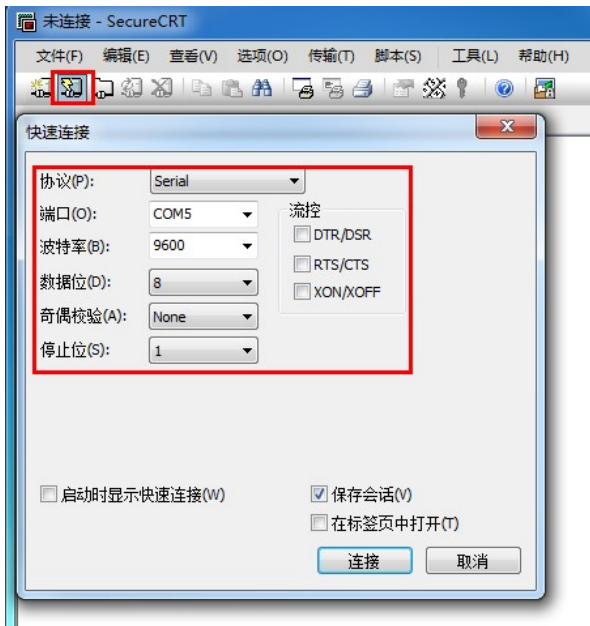 未连接 - SecureCRT
文件(F) 编辑(E) 查看(V) 选项(O) 传输(T) 脚本(S) 工具(L) 帮助(H)
快速连接
协议(P): Serial
端口(O): COM5
流控
波特率(B): 9600
DTR/DSR
数据位(D): 8
RTS/CTS
XON/XOFF
奇偶校验(A): None
停止位(S): 1
启动时显示快速连接(W)
保存会话(V)
在标签页中打开(T)
连接 取消